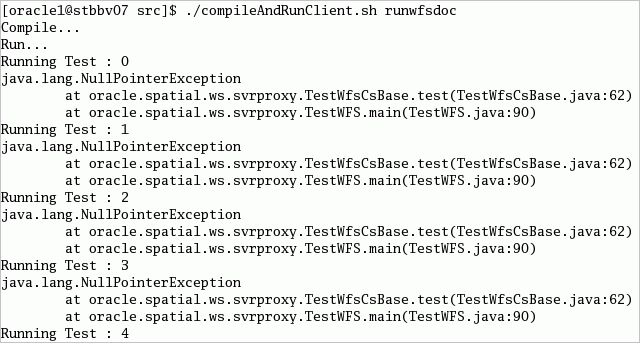 [oracle1@stbbv07 src]$ ./compileAndRunClient.sh runwfsdoc
Compile...
Run...
Running Test : 0
java.lang.NullPointerException
        at oracle.spatial.ws.svrproxy.TestWfsCsBase.test(TestWfsCsBase.java:62)
        at oracle.spatial.ws.svrproxy.TestWFS.main(TestWFS.java:90)
Running Test : 1
java.lang.NullPointerException
        at oracle.spatial.ws.svrproxy.TestWfsCsBase.test(TestWfsCsBase.java:62)
        at oracle.spatial.ws.svrproxy.TestWFS.main(TestWFS.java:90)
Running Test : 2
java.lang.NullPointerException
        at oracle.spatial.ws.svrproxy.TestWfsCsBase.test(TestWfsCsBase.java:62)
        at oracle.spatial.ws.svrproxy.TestWFS.main(TestWFS.java:90)
Running Test : 3
java.lang.NullPointerException
        at oracle.spatial.ws.svrproxy.TestWfsCsBase.test(TestWfsCsBase.java:62)
        at oracle.spatial.ws.svrproxy.TestWFS.main(TestWFS.java:90)
Running Test : 4